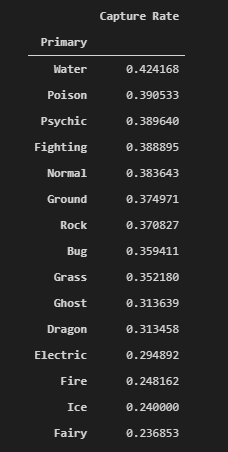 Capture Rate
Primary
Water 0.424168
Poison 0.390533
Psychic 0.389640
Fighting 0.388895
Normal 0.383643
Ground 0.374971
Rock 0.370827
Bug 0.359411
Grass 0.352180
Ghost 0.313639
Dragon 0.313458
Electric 0.294892
Fire 0.248162
Ice 0.240000
Fairy 0.236853